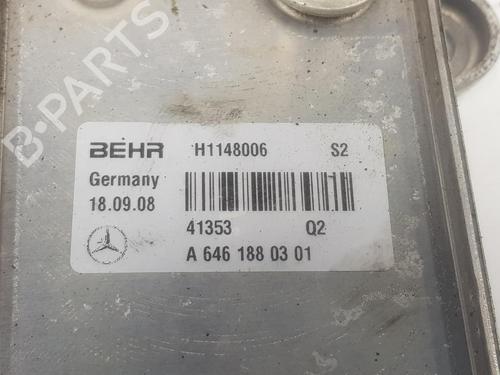 B-PARTS
BEHR H1148006 S2
Germany
18.09.08
41353 Q2
A 646 188 03 01